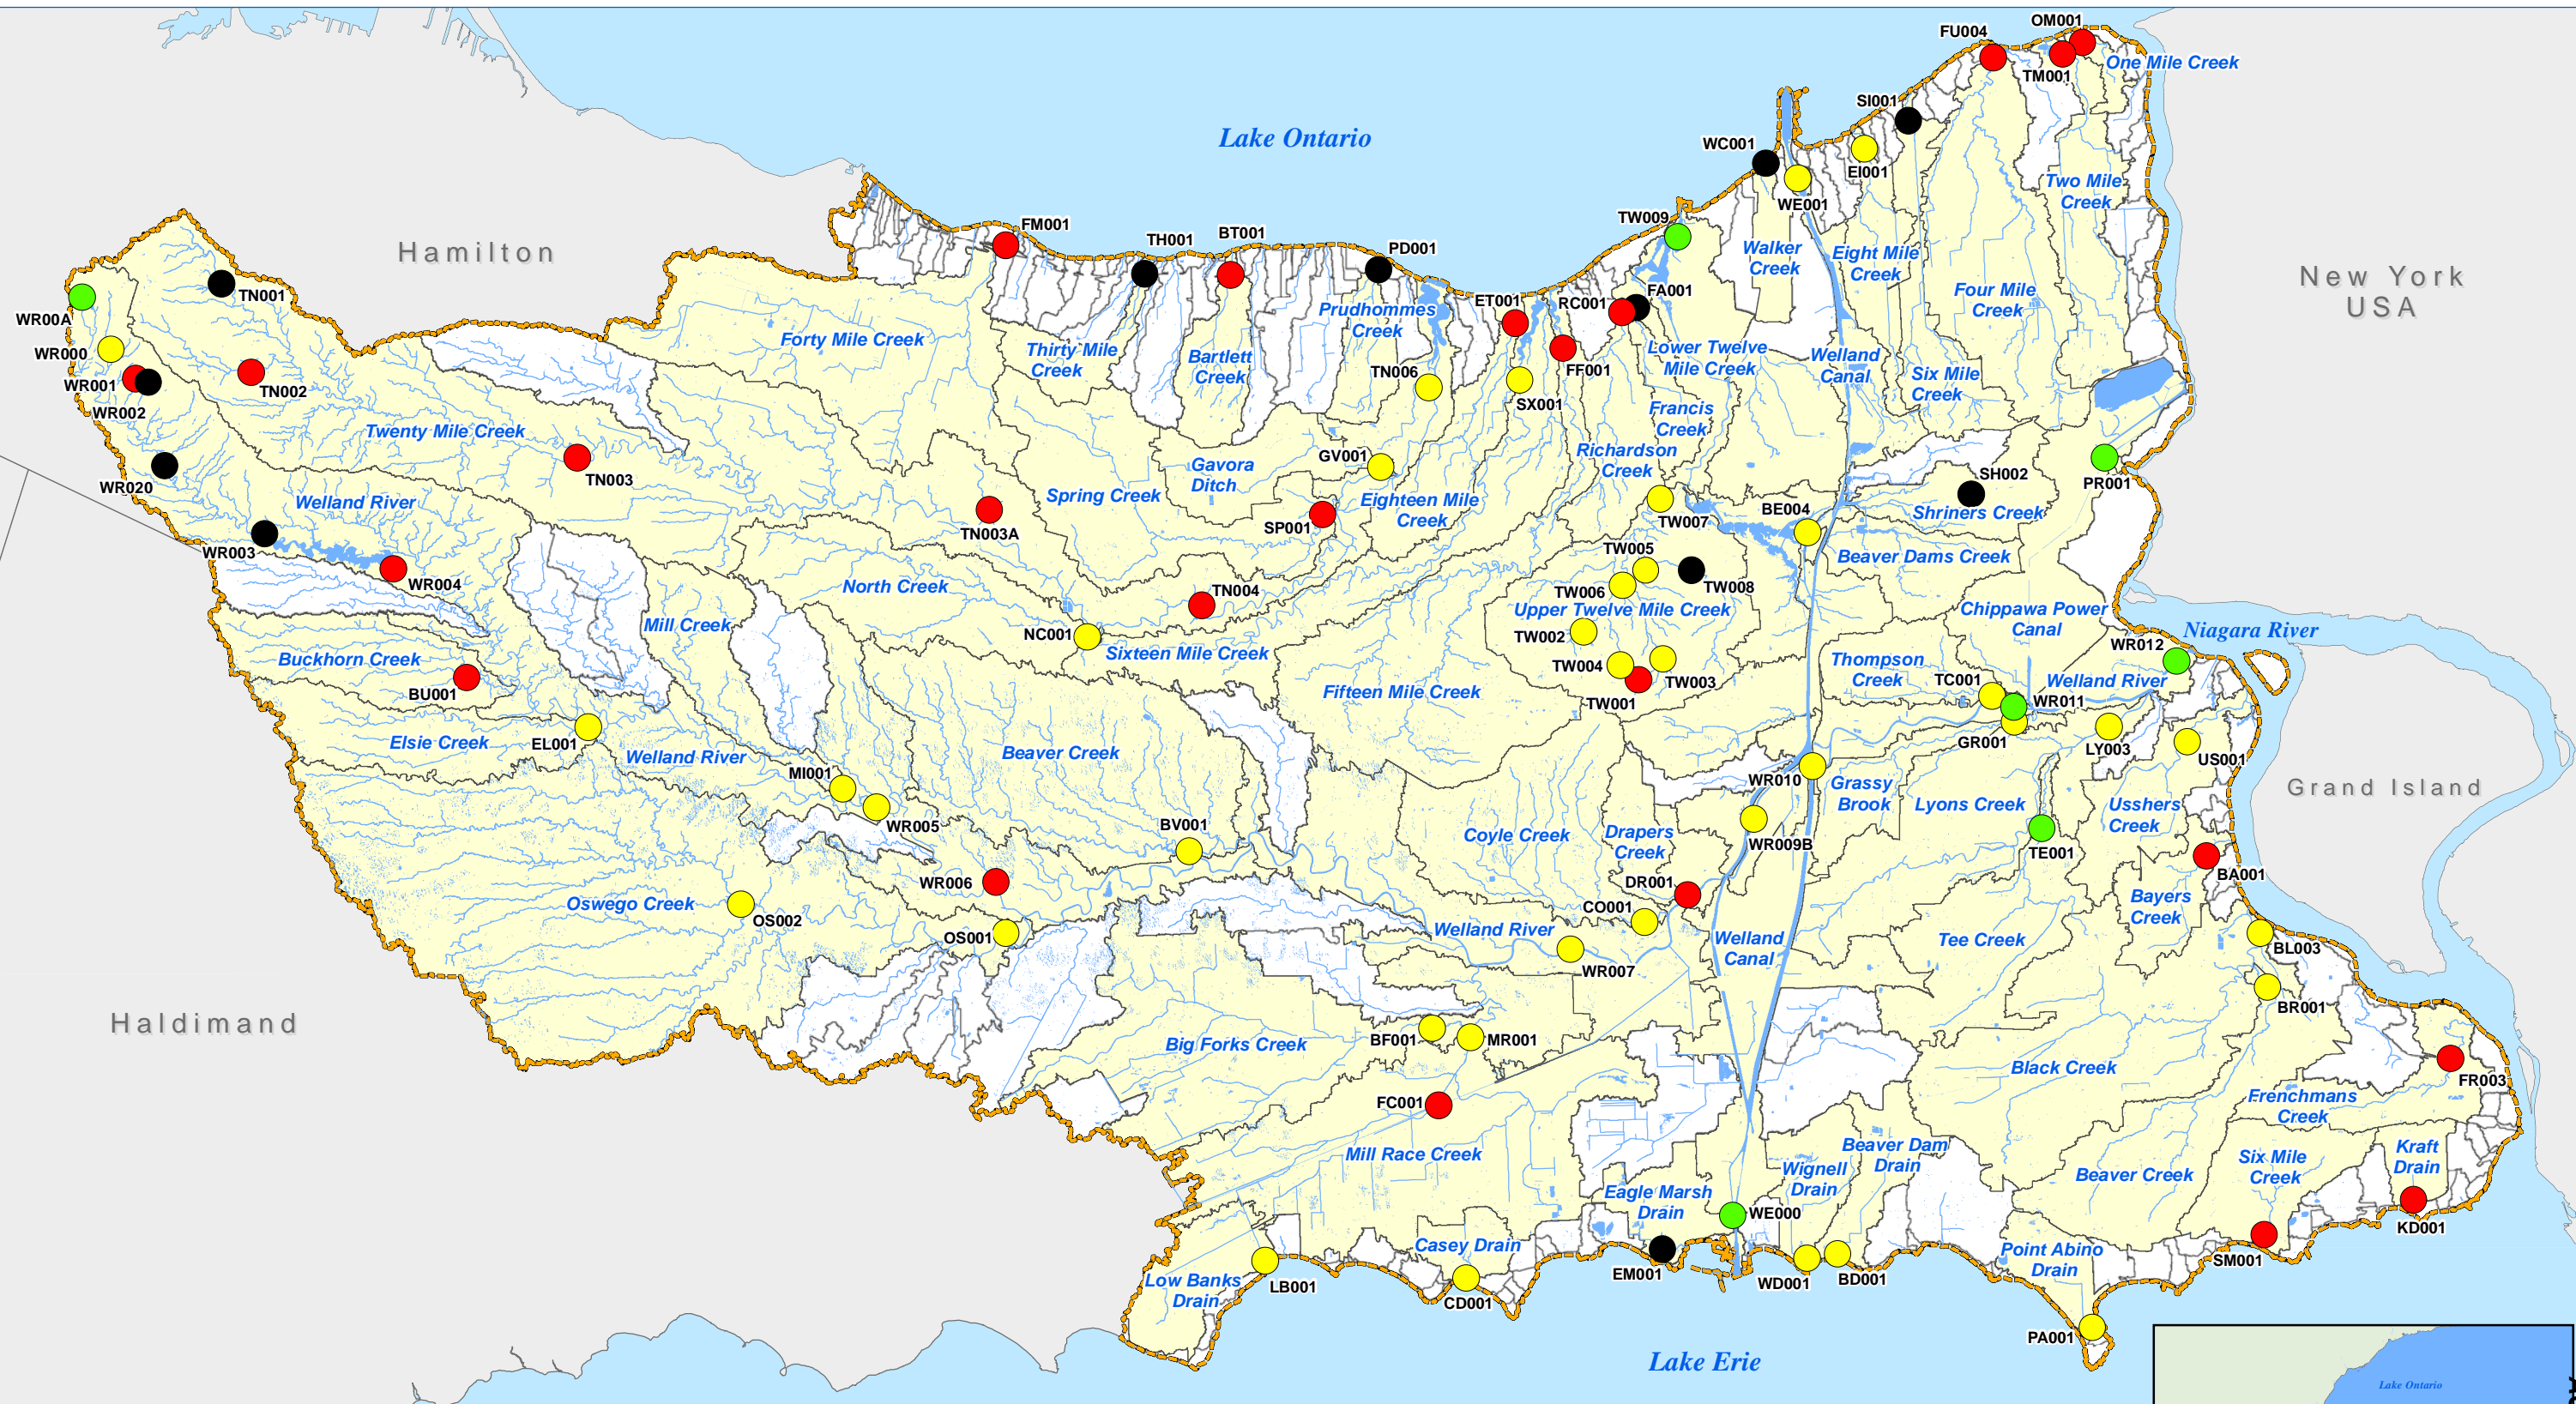 OM001
FU004
One Mile Creek
TM001
SI001
Lake Ontario
WC001
EI001
Two Mile
Creek
WE001
TW009
FM001
TH001
BT001
PD001
Hamilton
Walker
Creek
Eight Mile
Creek
New York
USA
TN001
WR00A
ET001
RC001
FA001
Four Mile
Creek
Prudhommes
Creek
Forty Mile Creek
WR000
Thirty Mile
Creek
Bartlett
Creek
Lower Twelve
Mile Creek
Welland
Canal
FF001
TN006
WR001
TN002
Six Mile
Creek
SX001
WR002
Francis
Creek
Twenty Mile Creek
Richardson
Creek
GV001
Gavora
Ditch
TN003
SH002
PR001
WR020
Spring Creek
Welland River
Eighteen Mile
Creek
BE004
Shriners Creek
TW007
SP001
TN003A
WR003
TW005
Beaver Dams Creek
WR004
North Creek
TN004
TW006
TW008
Upper Twelve Mile Creek
Chippawa Power
Canal
Mill Creek
NC001
TW002
Niagara River
WR012
Sixteen Mile Creek
Buckhorn Creek
TW004
Thompson
Creek
BU001
TW003
TC001
Welland River
Fifteen Mile Creek
TW001
WR011
Elsie Creek
EL001
GR001
LY003
Welland River
Beaver Creek
US001
MI001
WR010
Grassy
Brook
Grand Island
Lyons Creek
Usshers
Creek
WR005
BV001
Coyle Creek
Drapers
Creek
WR009B
TE001
WR006
DR001
BA001
Oswego Creek
OS002
CO001
Bayers
Creek
OS001
Welland River
Welland
Canal
Tee Creek
BL003
WR007
Haldimand
BR001
Big Forks Creek
BF001
MR001
Black Creek
FR003
FC001
Frenchmans
Creek
Mill Race Creek
Beaver Dam
Drain
Kraft
Drain
Wignell
Drain
Beaver Creek
Six Mile
Creek
Eagle Marsh
Drain
WE000
KD001
Casey Drain
Point Abino
Drain
SM001
EM001
Low Banks
Drain
LB001
WD001
BD001
CD001
PA001
Lake Erie
Lake Ontario